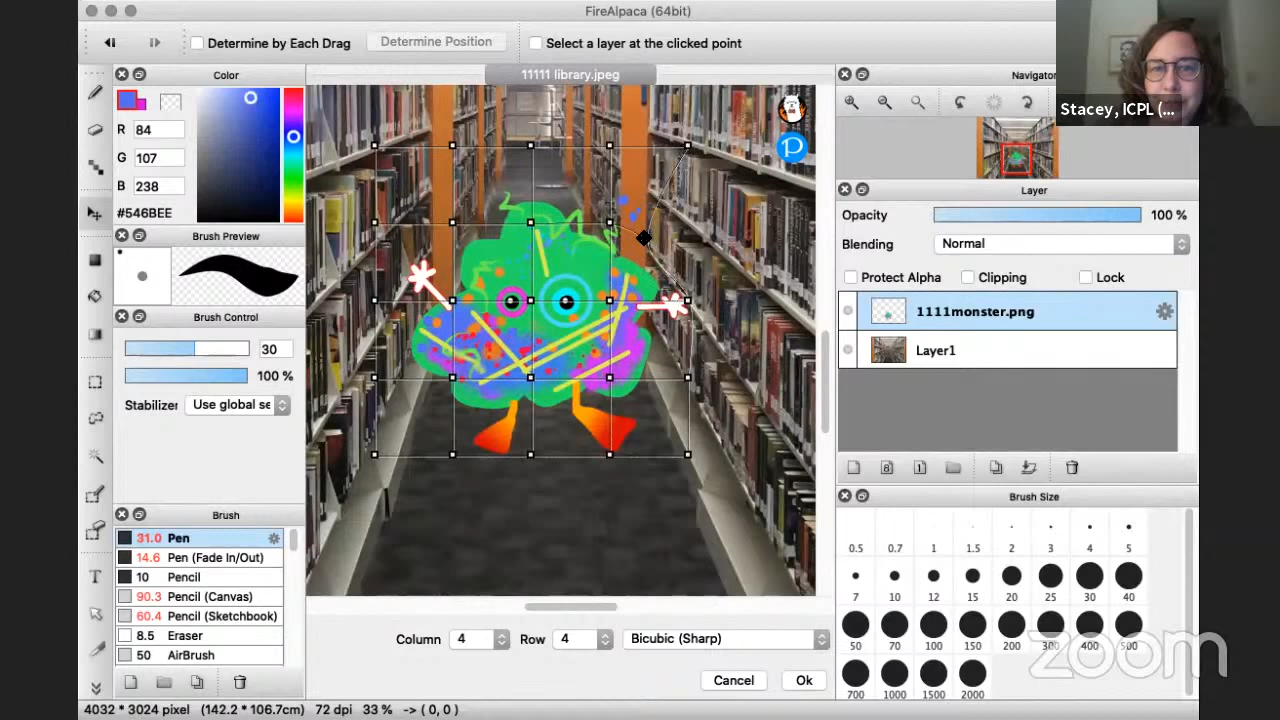 FireAlpaca (64bit)
Determine by Each Drag
Determine Position
Select a layer at the clicked point
Color
11111 library.jpeg
Navigator
Stacey, ICPL (...
R 84
G 107
B 238
#546BEE
P
Layer
Opacity 100 %
Blending Normal
Protect Alpha Clipping Lock
1111monster.png
Layer1
Brush Preview
Brush Control
30
100 %
Stabilizer Use global se
Brush
31.0 Pen
14.6 Pen (Fade In/Out)
10 Pencil
90.3 Pencil (Canvas)
60.4 Pencil (Sketchbook)
8.5 Eraser
50 AirBrush
8 1
T
Brush Size
0.5 0.7 1 1.5 2 3 4 5
7 10 12 15 20 25 30 40
50 70 100 150 200 300 400 500
700 1000 1500 2000
Column 4 Row 4 Bicubic (Sharp)
Cancel Ok
zoom
4032 * 3024 pixel (142.2 * 106.7cm) 72 dpi 33 % -> ( 0, 0 )